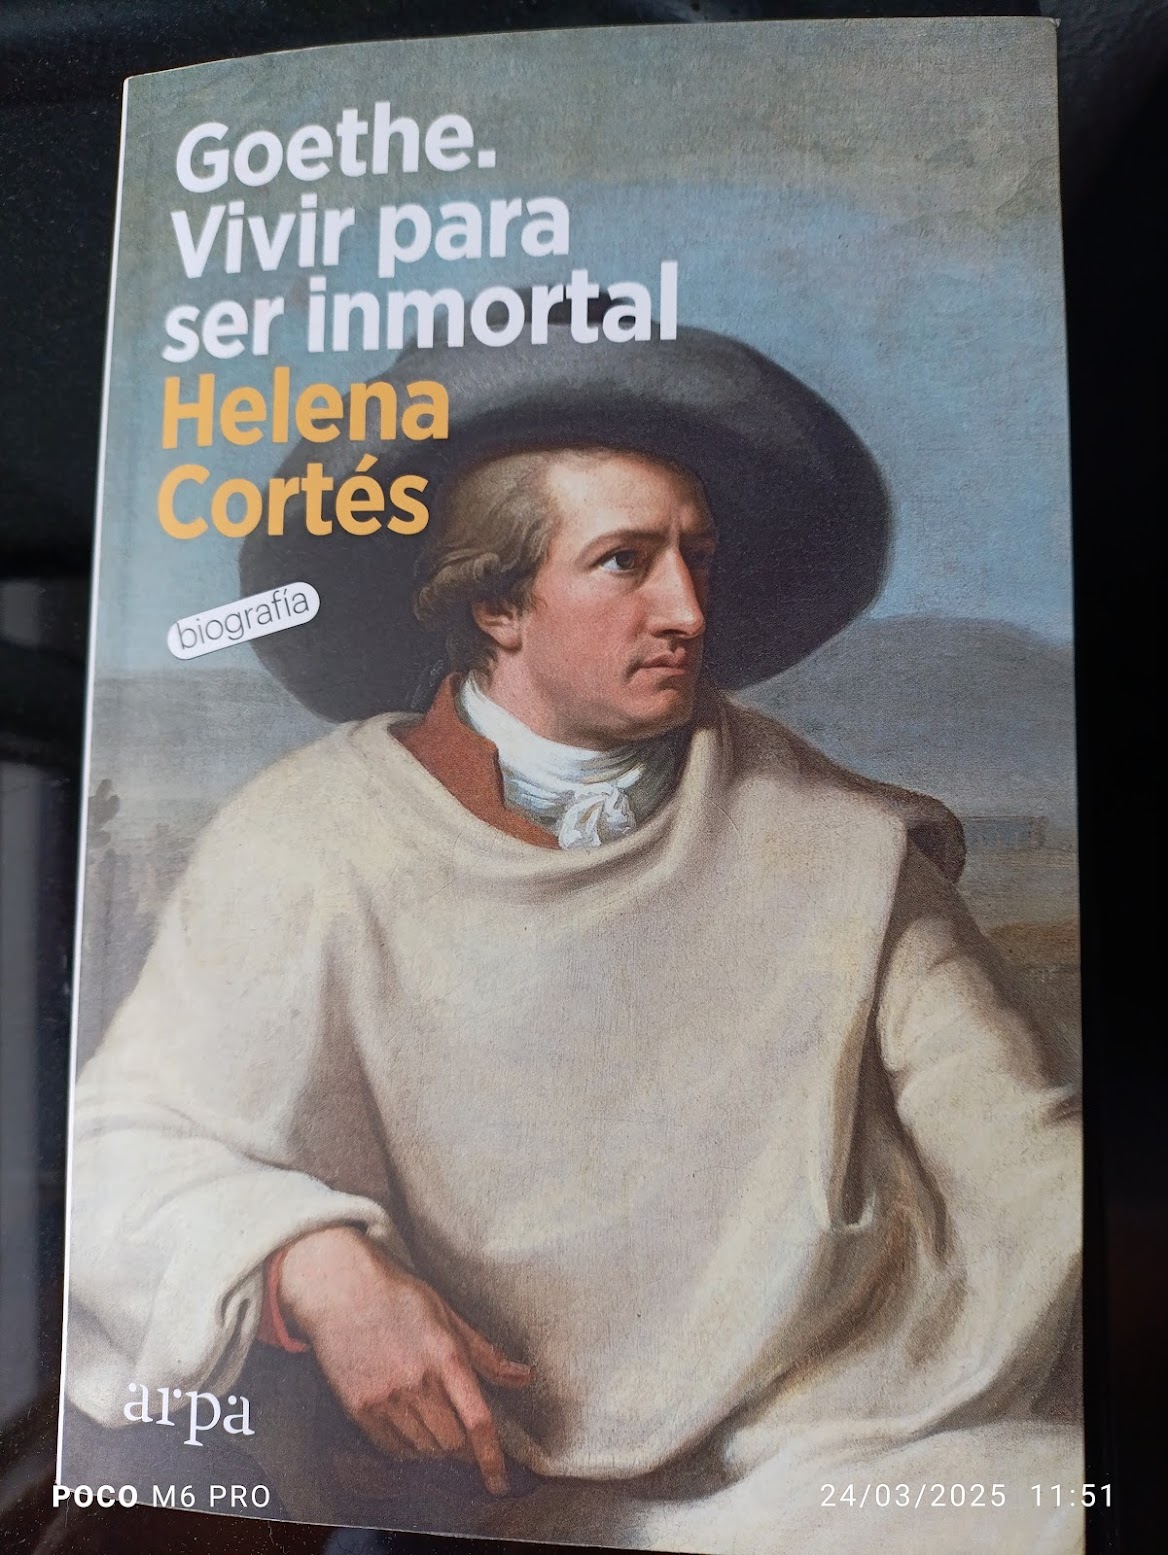 Goethe.
Vivir para
ser inmortal
Helena
Cortés
biografía
arpa
POCO M6 PRO
24/03/2025 11:51